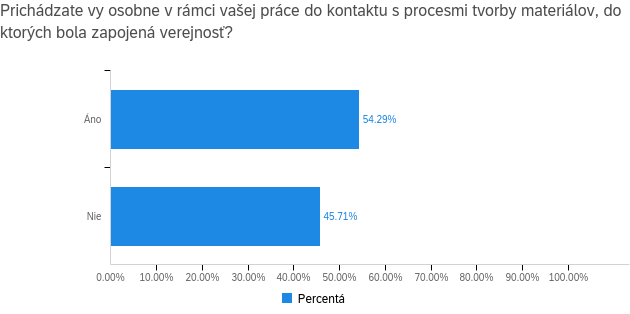 Prichádzate vy osobne v rámci vašej práce do kontaktu s procesmi tvorby materiálov, do
ktorých bola zapojená verejnosť?
Áno
54.29%
Nie
45.71%
0.00% 10.00% 20.00% 30.00% 40.00% 50.00% 60.00% 70.00% 80.00% 90.00% 100.00%
Percentá